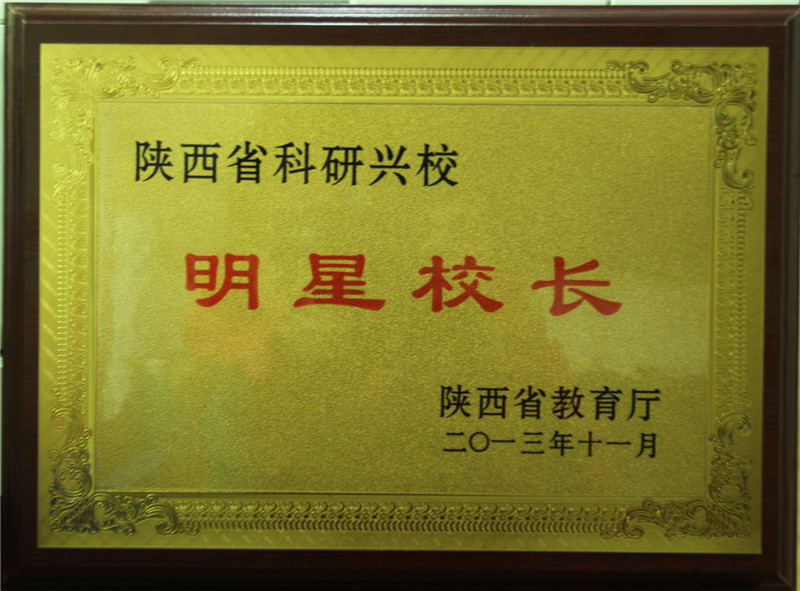 陕西省科研兴校
明星校长
陕西省教育厅
二〇一三年十一月